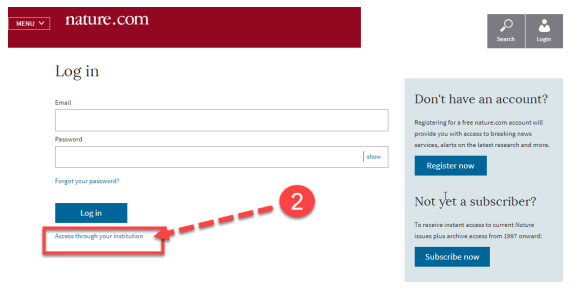 MENU
nature.com
Search
Login
Log in
Email
Password
show
Forgot your password?
Log in
Access through your institution
2
Don't have an account?
Registering for a free nature.com account will
provide you with access to breaking news
services, alerts on the latest research and more.
Register now
Not yet a subscriber?
To receive instant access to current Nature
issues plus archive access from 1997 onward:
Subscribe now